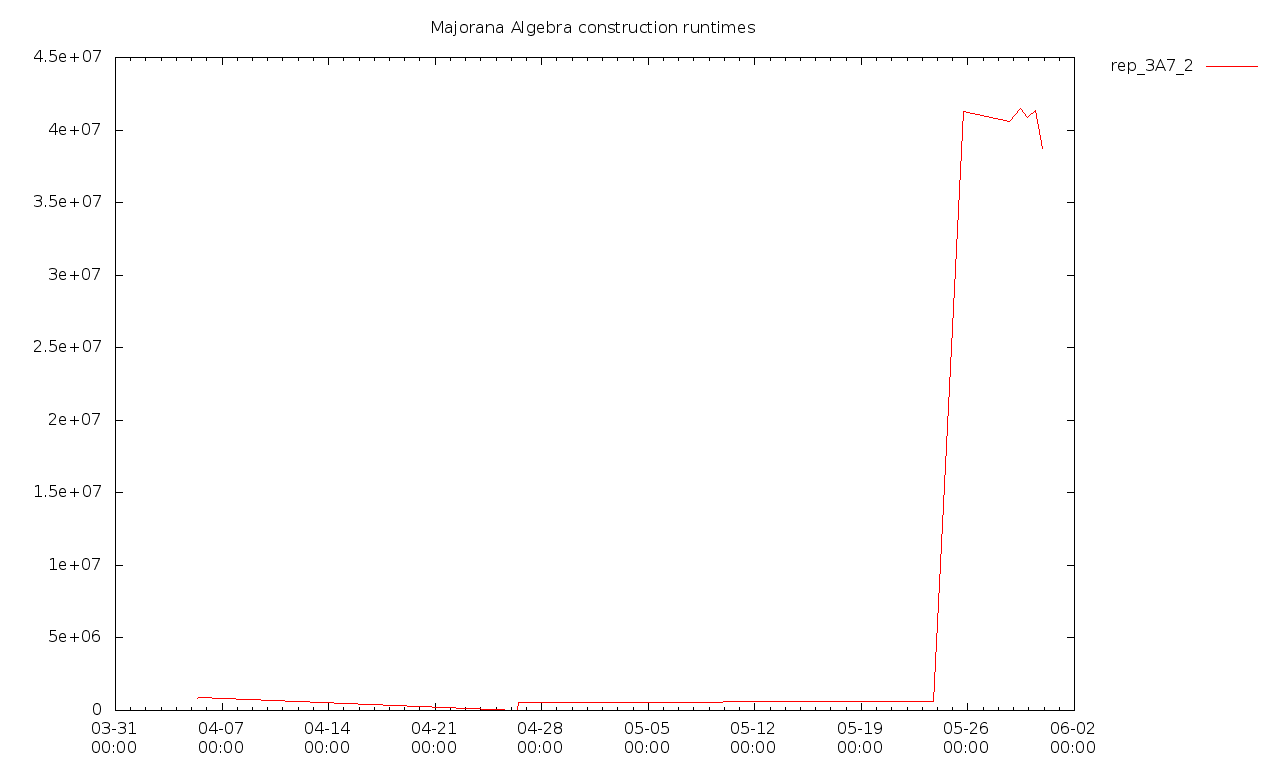 Majorana Algebra construction runtimes
rep_3A7_2
4.5e+07
4e+07
3.5e+07
3e+07
2.5e+07
2e+07
1.5e+07
1e+07
5e+06
0
03-31 04-07 04-14 04-21 04-28 05-05 05-12 05-19 05-26 06-02
00:00 00:00 00:00 00:00 00:00 00:00 00:00 00:00 00:00 00:00